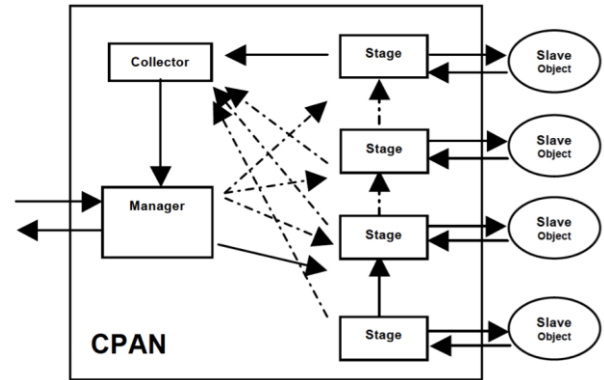 Collector
Manager
CPAN
Stage
Stage
Stage
Stage
Slave
Object
Slave
Object
Slave
Object
Slave
Object